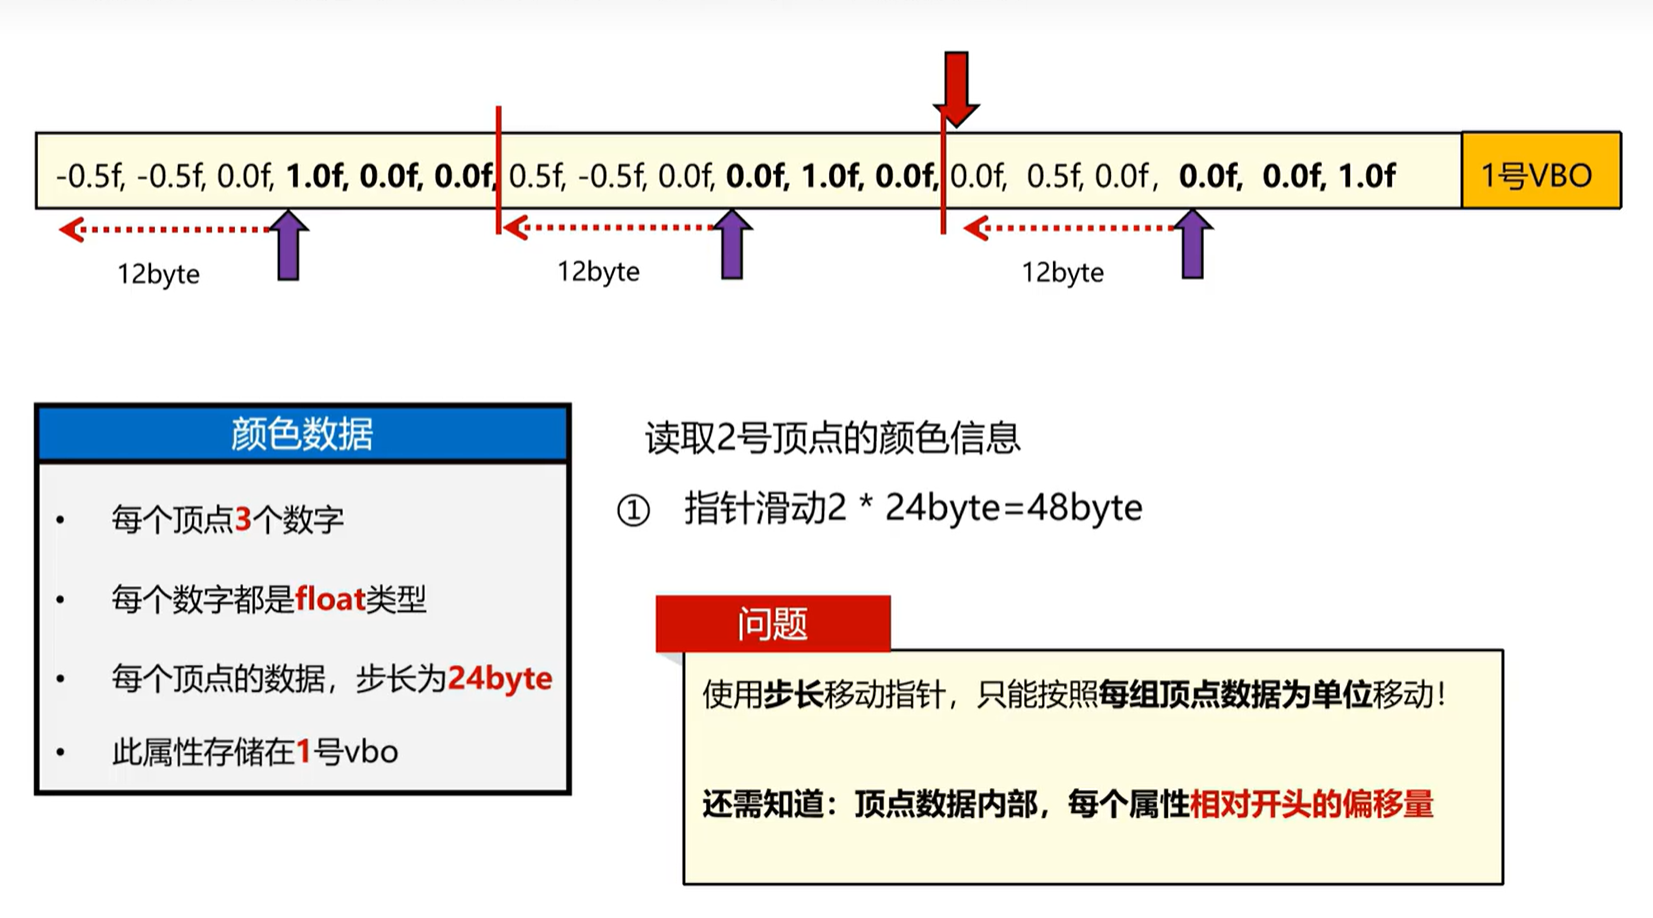 -0.5f, -0.5f, 0.0f, 1.0f, 0.0f, 0.0f, 0.5f, -0.5f, 0.0f, 0.0f, 1.0f, 0.0f, 0.0f, 0.5f, 0.0f, 0.0f, 0.0f, 1.0f 1号VBO
12byte 12byte 12byte
颜色数据
• 每个顶点3个数字
• 每个数字都是float类型
• 每个顶点的数据，步长为24byte
• 此属性存储在1号vbo
读取2号顶点的颜色信息
① 指针滑动2 * 24byte=48byte
问题
使用步长移动指针，只能按照每组顶点数据为单位移动！
还需知道：顶点数据内部，每个属性相对开头的偏移量